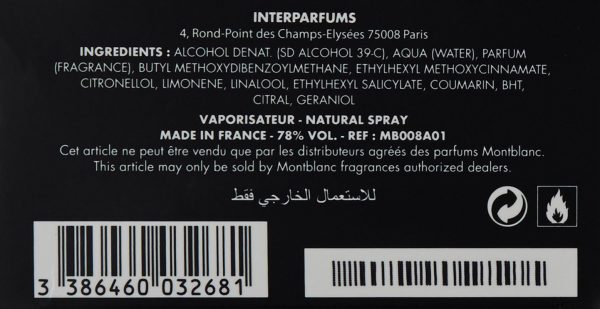 INTERPARFUMS
4, Rond-Point des Champs-Elysées 75008 Paris
INGREDIENTS : ALCOHOL DENAT. (SD ALCOHOL 39-C), AQUA (WATER), PARFUM
(FRAGRANCE), BUTYL METHOXYDIBENZOYLMETHANE, ETHYLHEXYL METHOXYCINNAMATE,
CITRONELLOL, LIMONENE, LINALOOL, ETHYLHEXYL SALICYLATE, COUMARIN, BHT,
CITRAL, GERANIOL
VAPORISATEUR - NATURAL SPRAY
MADE IN FRANCE - 78% VOL. - REF : MB008A01
Cet article ne peut être vendu que par les distributeurs agréés des parfums Montblanc.
This article may only be sold by Montblanc fragrances authorized dealers.
للاستعمال الخارجي فقط
3 386460 032681